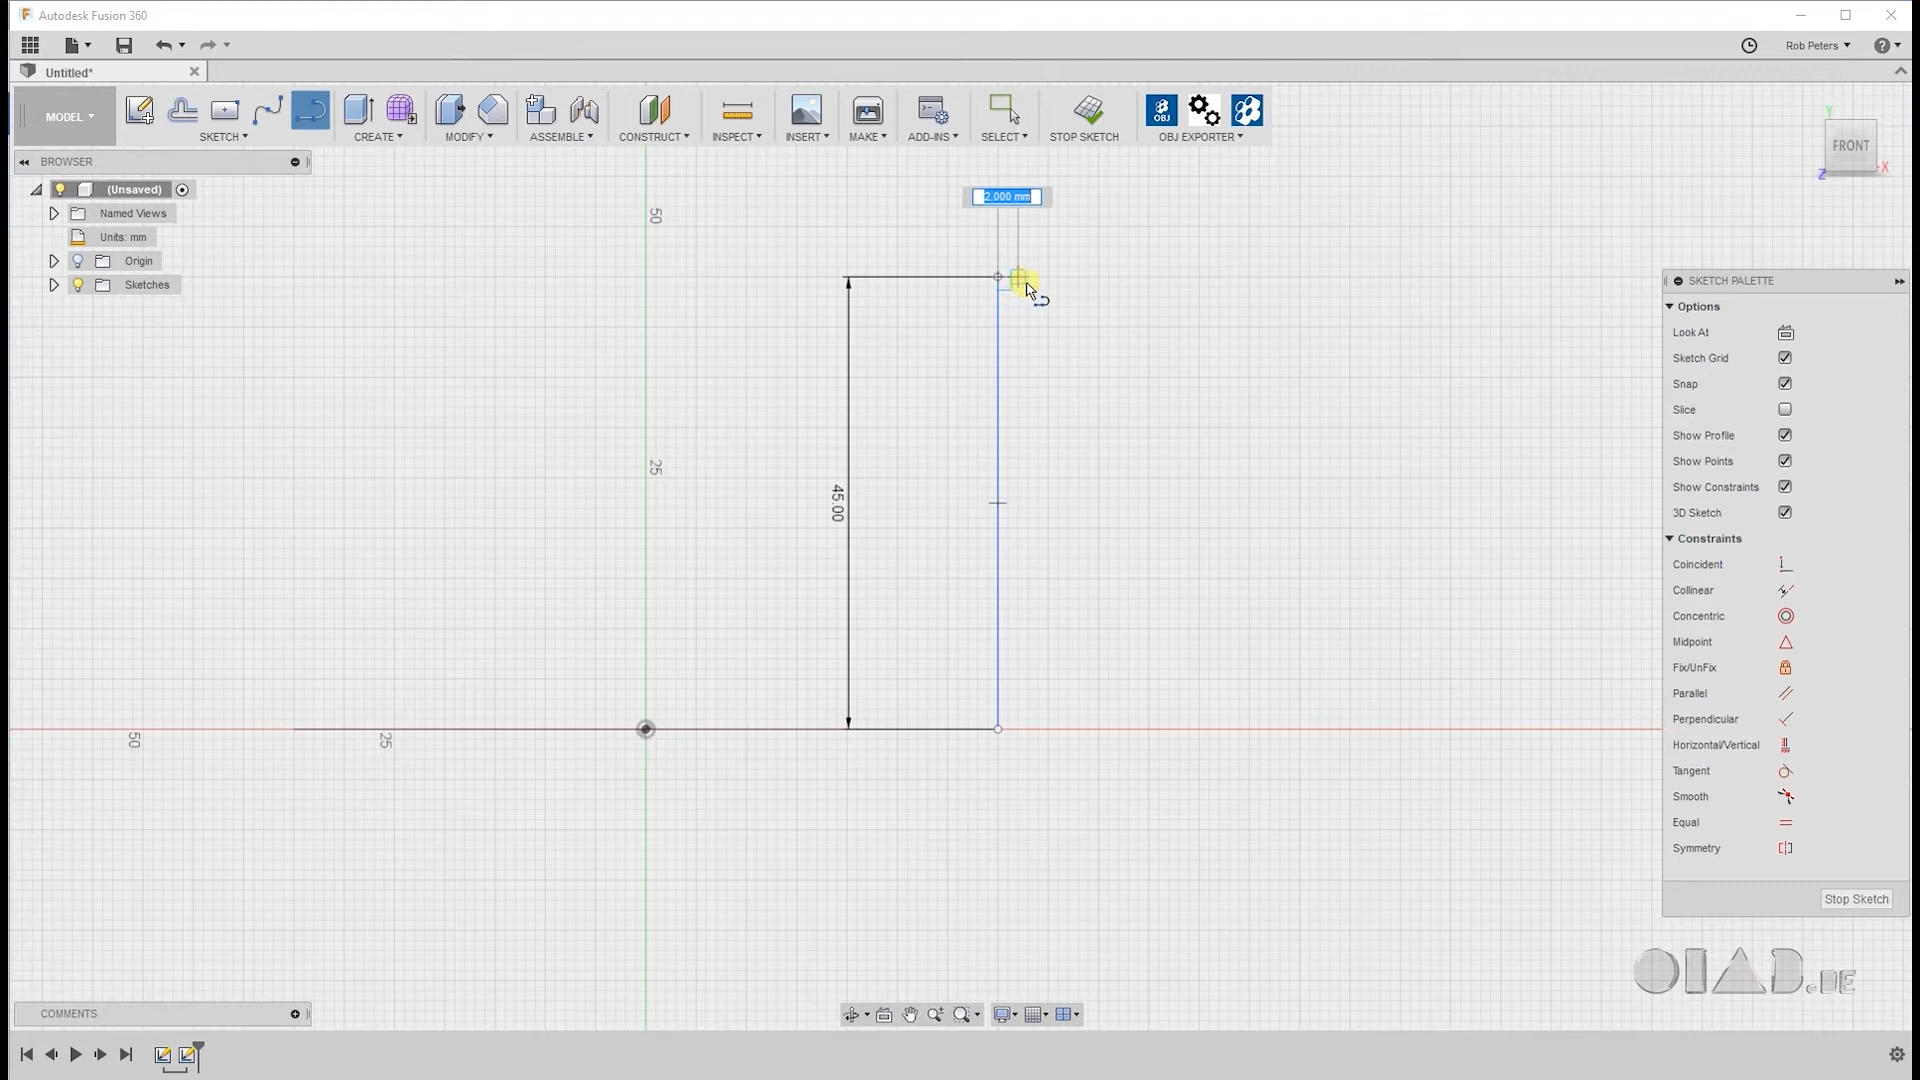 Autodesk Fusion 360
Rob Peters
Untitled*
MODEL
SKETCH
CREATE
MODIFY
ASSEMBLE
CONSTRUCT
INSPECT
INSERT
MAKE
ADD-INS
SELECT
STOP SKETCH
OBJ
OBJ EXPORTER
BROWSER
(Unsaved)
Named Views
Units: mm
Origin
Sketches
2.000 mm
50
25
45.00
50
25
Y
FRONT
X
Z
SKETCH PALETTE
Options
Look At
Sketch Grid
Snap
Slice
Show Profile
Show Points
Show Constraints
3D Sketch
Constraints
Coincident
Collinear
Concentric
Midpoint
Fix/UnFix
Parallel
Perpendicular
Horizontal/Vertical
Tangent
Smooth
Equal
Symmetry
Stop Sketch
OIAD.DE
COMMENTS